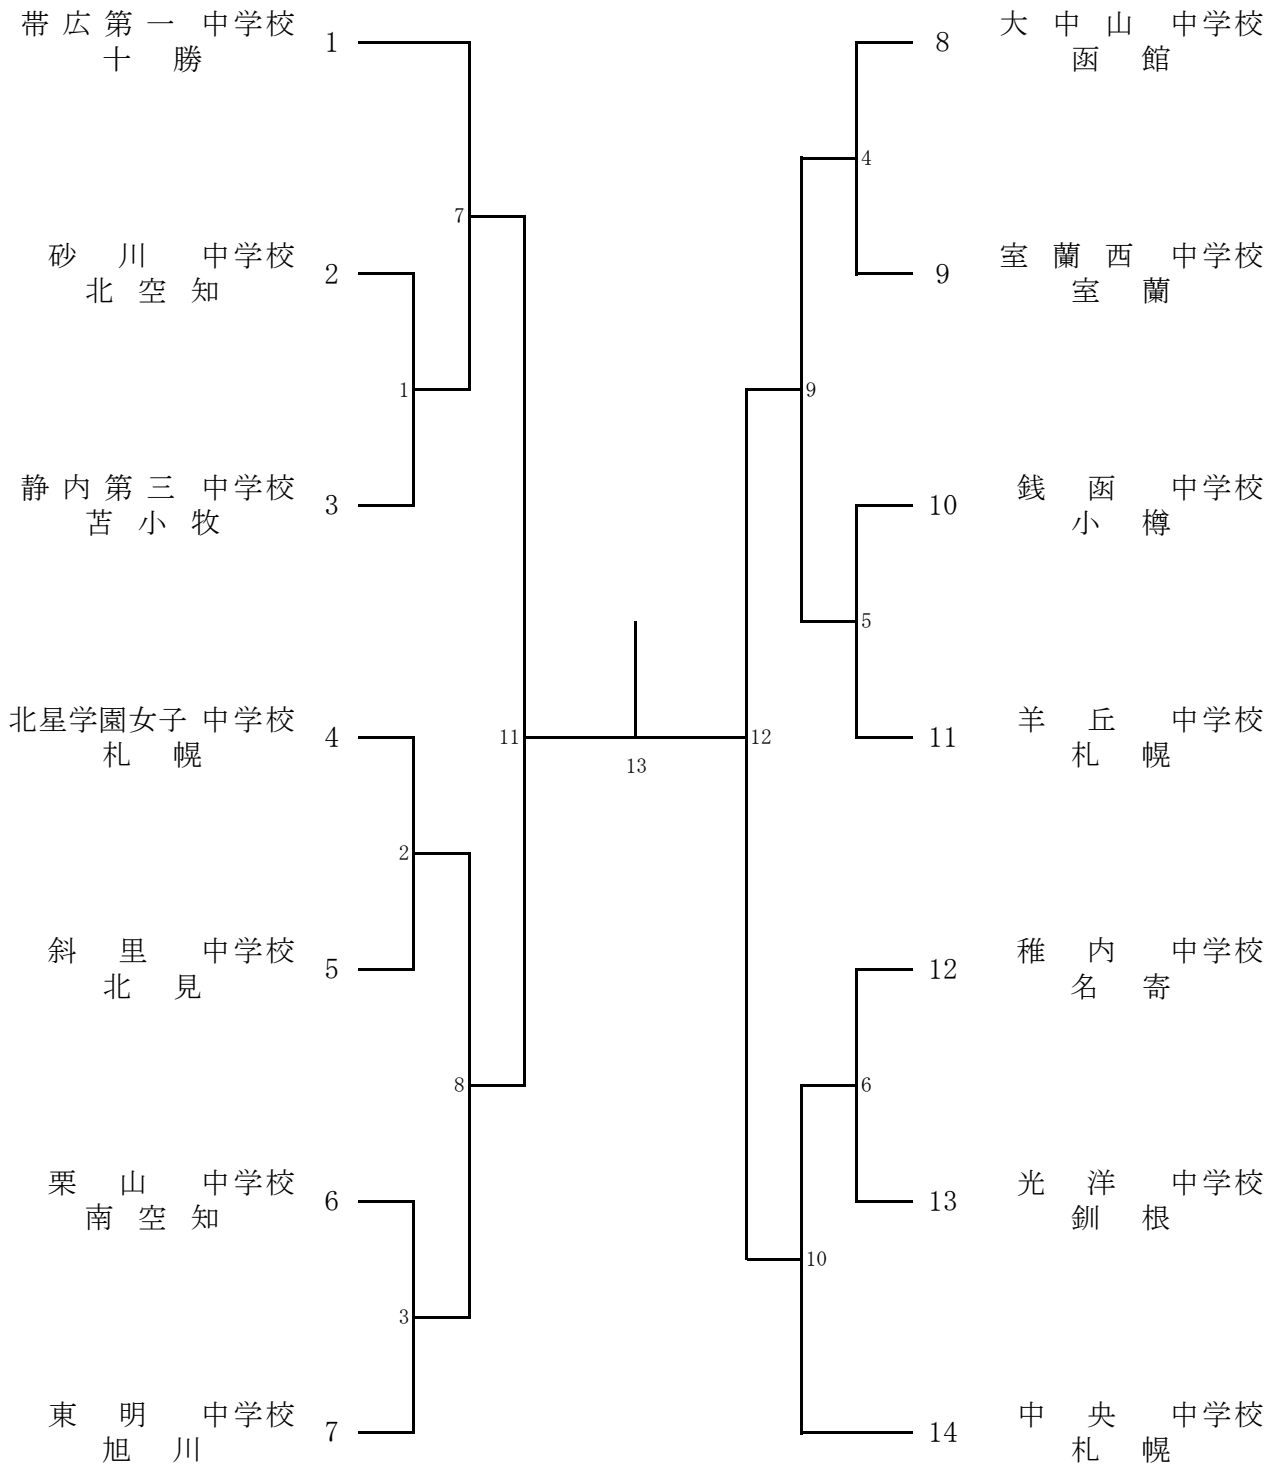 帯広第一 中学校 1
十勝
砂川 中学校 2
北空知
静内第三 中学校 3
苫小牧
北星学園女子 中学校 4
札幌
斜里 中学校 5
北見
栗山 中学校 6
南空知
東明 中学校 7
旭川
7
1
2
8
3
11
13
12
4
9
5
6
10
8 大中山 中学校
函館
9 室蘭西 中学校
室蘭
10 銭函 中学校
小樽
11 羊丘 中学校
札幌
12 稚内 中学校
名寄
13 光洋 中学校
釧根
14 中央 中学校
札幌